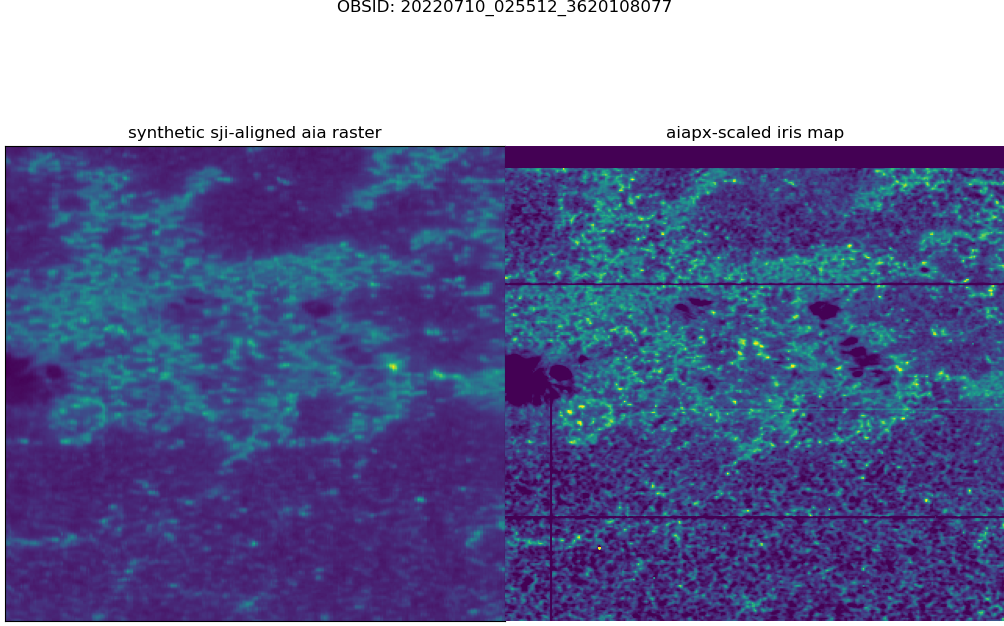 OBSID: 20220710_025512_3620108077
synthetic sji-aligned aia raster
aiapx-scaled iris map